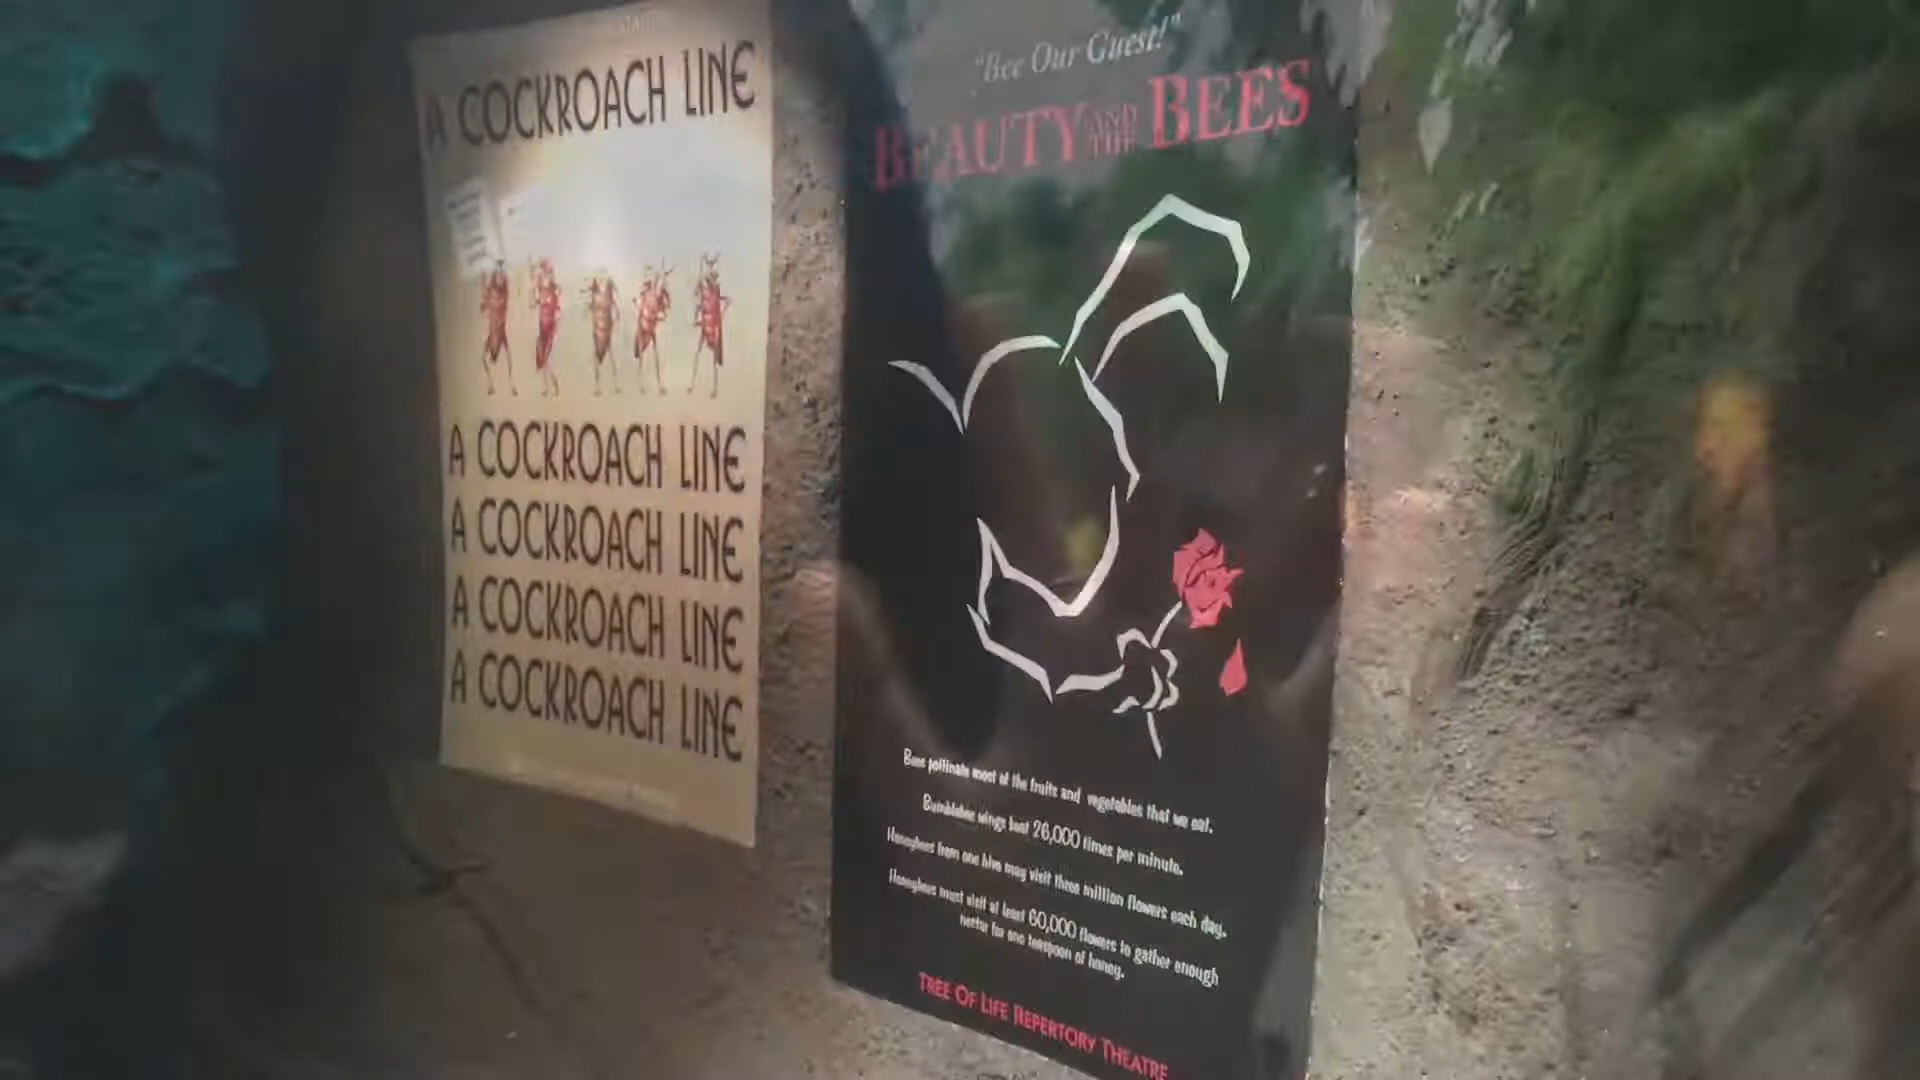 A COCKROACH LINE
A COCKROACH LINE
A COCKROACH LINE
A COCKROACH LINE
A COCKROACH LINE
"Bee Our Guest!"
BEAUTY AND THE BEES
Bees pollinate most of the fruits and vegetables that we eat.
Bumblebee wings beat 26,000 times per minute.
Honeybees from one hive may visit three million flowers each day.
Honeybees must visit at least 60,000 flowers to gather enough
nectar for one teaspoon of honey.
TREE OF LIFE REPERTORY THEATRE